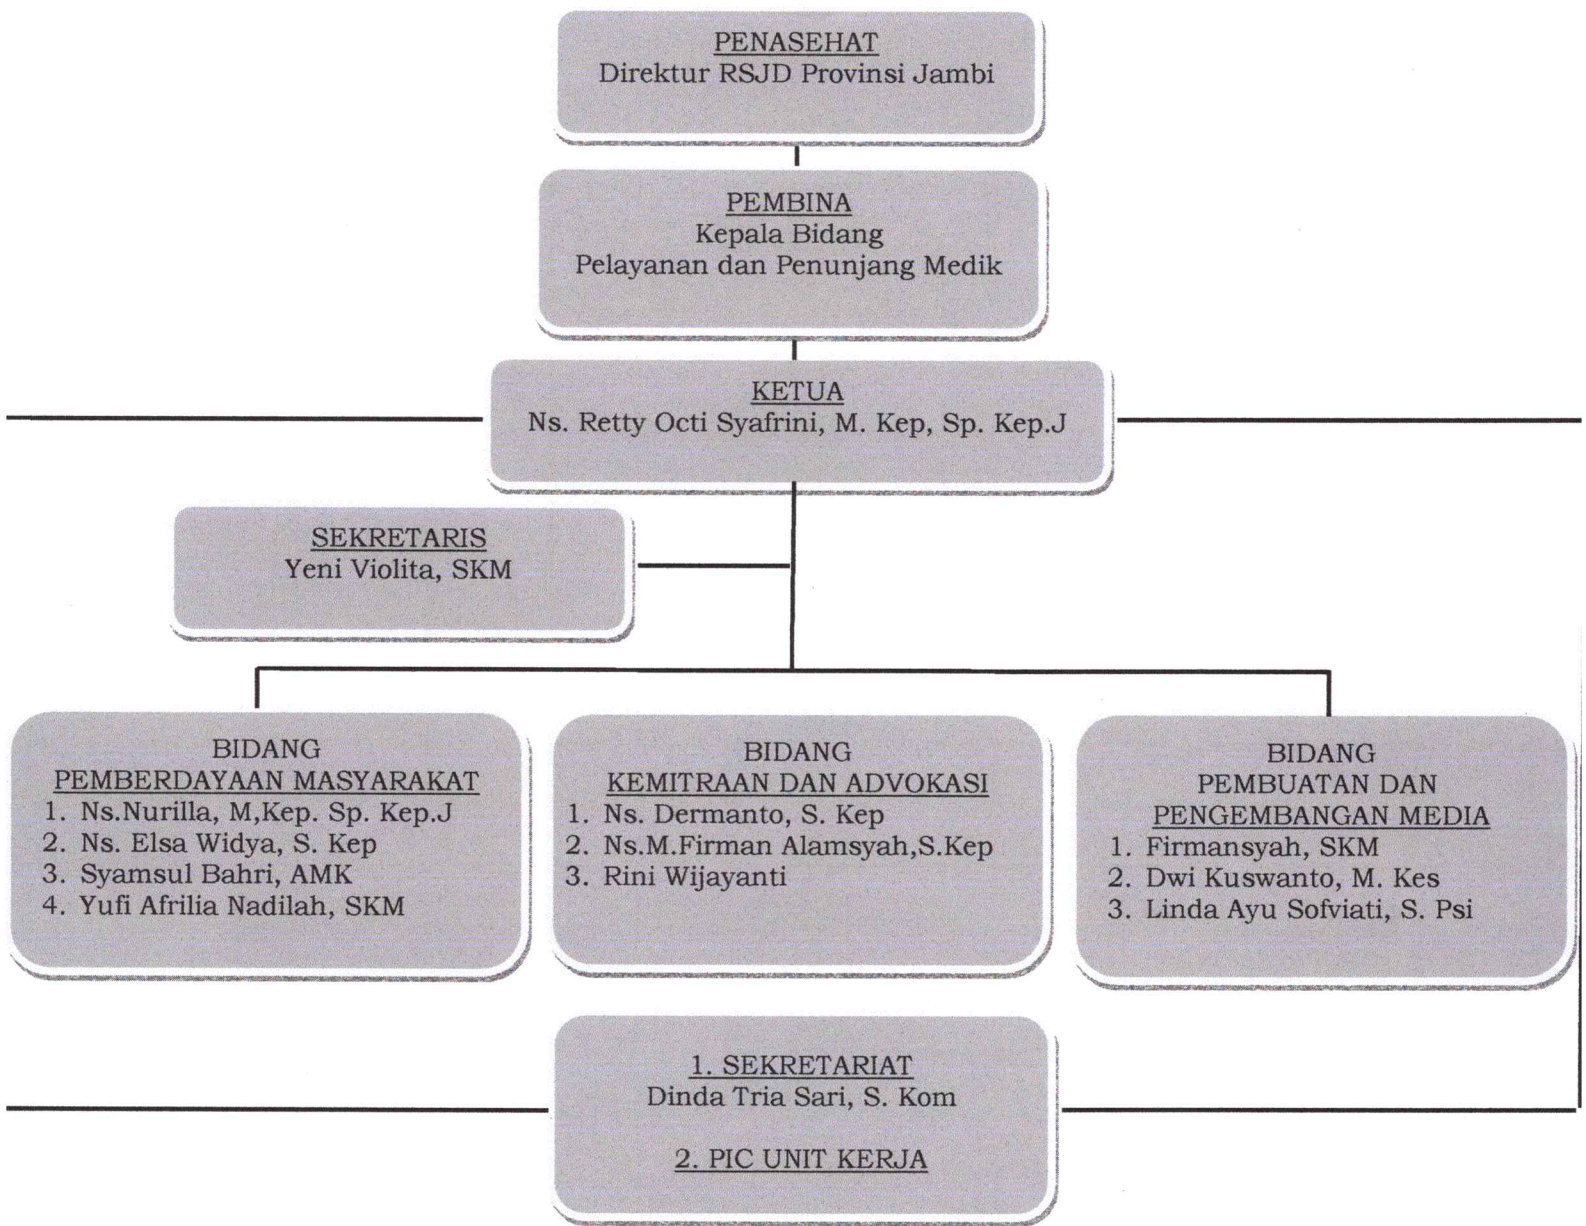 PENASEHAT
Direktur RSJD Provinsi Jambi
PEMBINA
Kepala Bidang
Pelayanan dan Penunjang Medik
KETUA
Ns. Retty Octi Syafrini, M. Kep, Sp. Kep.J
SEKRETARIS
Yeni Violita, SKM
BIDANG
PEMBERDAYAAN MASYARAKAT
1. Ns.Nurilla, M,Kep. Sp. Kep.J
2. Ns. Elsa Widya, S. Kep
3. Syamsul Bahri, AMK
4. Yufi Afrilia Nadilah, SKM
BIDANG
KEMITRAAN DAN ADVOKASI
1. Ns. Dermanto, S. Kep
2. Ns.M.Firman Alamsyah,S.Kep
3. Rini Wijayanti
BIDANG
PEMBUATAN DAN
PENGEMBANGAN MEDIA
1. Firmansyah, SKM
2. Dwi Kuswanto, M. Kes
3. Linda Ayu Sofviati, S. Psi
1. SEKRETARIAT
Dinda Tria Sari, S. Kom
2. PIC UNIT KERJA